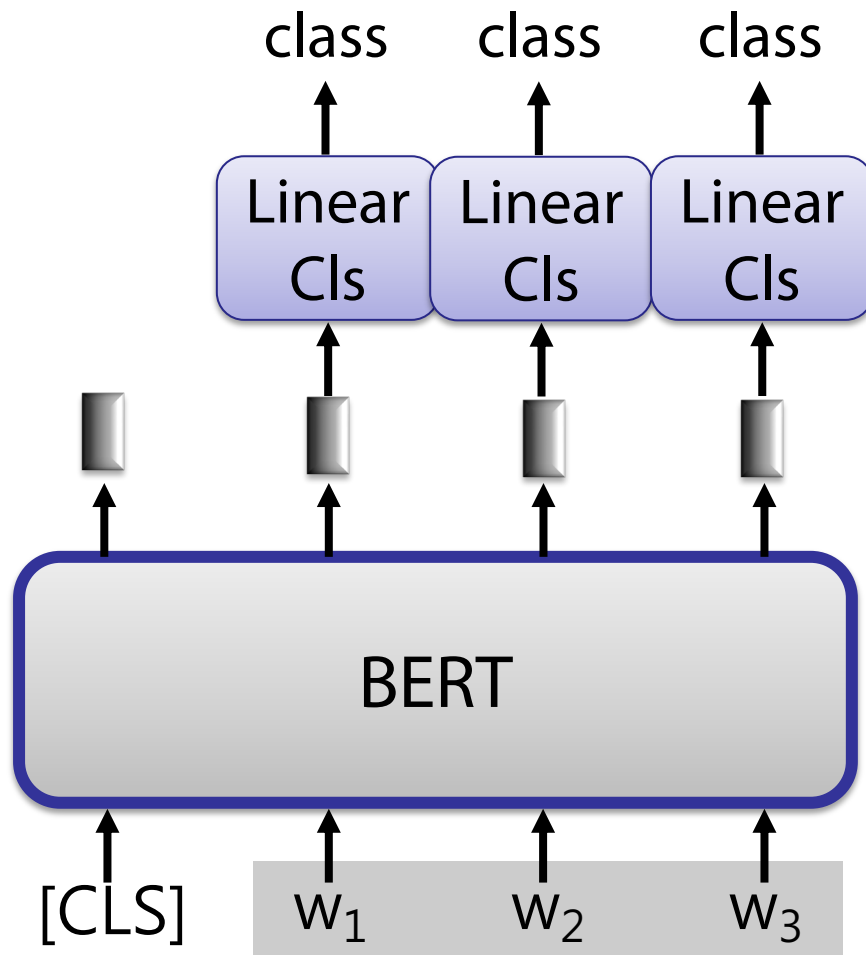 class class class
Linear Linear Linear
Cls Cls Cls
BERT
[CLS] w₁ w₂ w₃